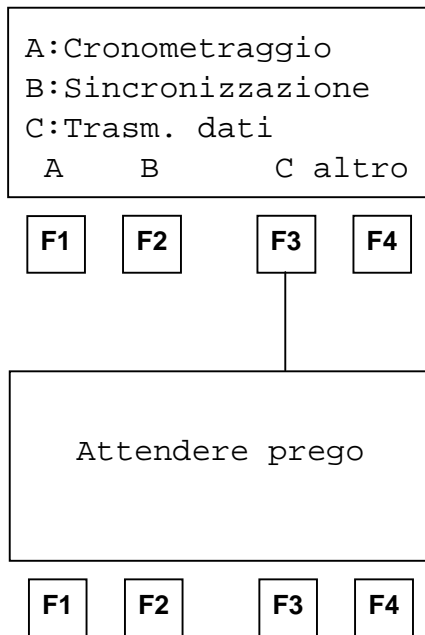 A:Cronometraggio
B:Sincronizzazione
C:Trasm. dati
A B C altro
F1 F2 F3 F4
Attendere prego
F1 F2 F3 F4